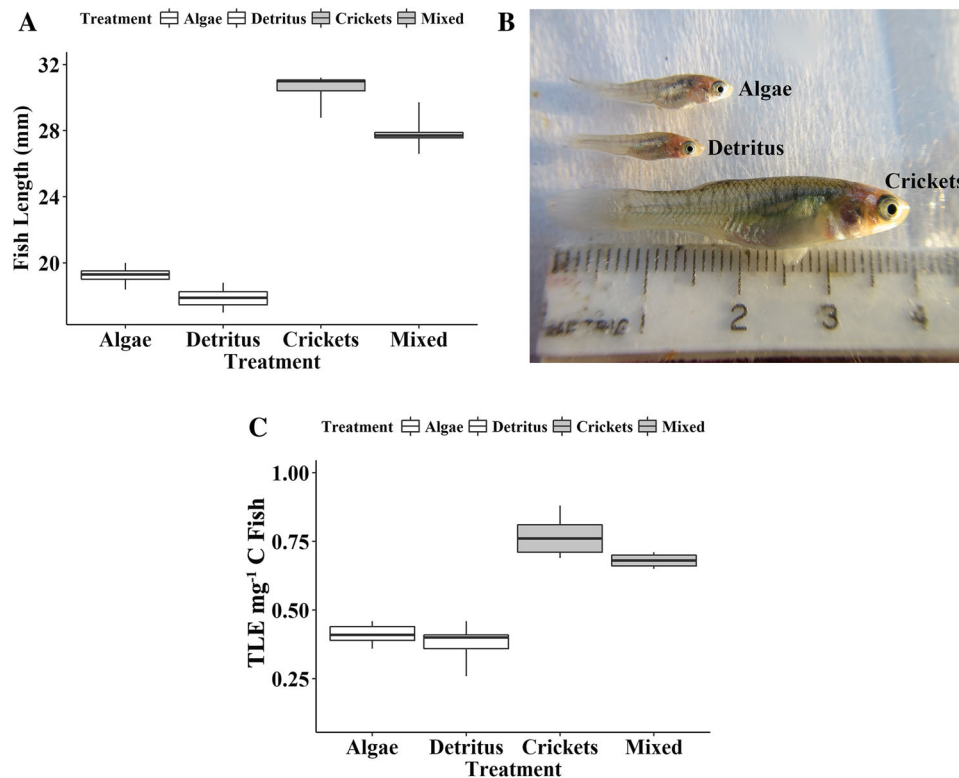 A
Treatment Algae Detritus Crickets Mixed
Fish Length (mm)
32
28
24
20
Algae Detritus Crickets Mixed
Treatment
B
Algae
Detritus
Crickets
METRIC 2 3 4
C
Treatment Algae Detritus Crickets Mixed
TLE mg⁻¹ C Fish
1.00
0.75
0.50
0.25
Algae Detritus Crickets Mixed
Treatment